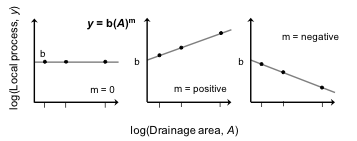 log(Local process, y)
y = b(A)ᵐ
b
m = 0
b
m = positive
b
m = negative
log(Drainage area, A)